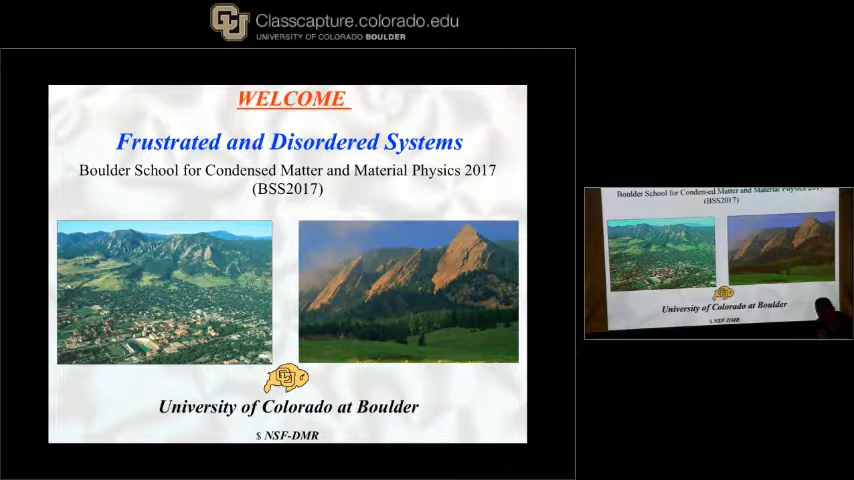 Classcapture.colorado.edu
UNIVERSITY OF COLORADO BOULDER
WELCOME
Frustrated and Disordered Systems
Boulder School for Condensed Matter and Material Physics 2017
(BSS2017)
CU
University of Colorado at Boulder
$ NSF-DMR
Boulder School for Condensed Matter and Material Physics 2017
(BSS2017)
University of Colorado at Boulder
$ NSF-DMR